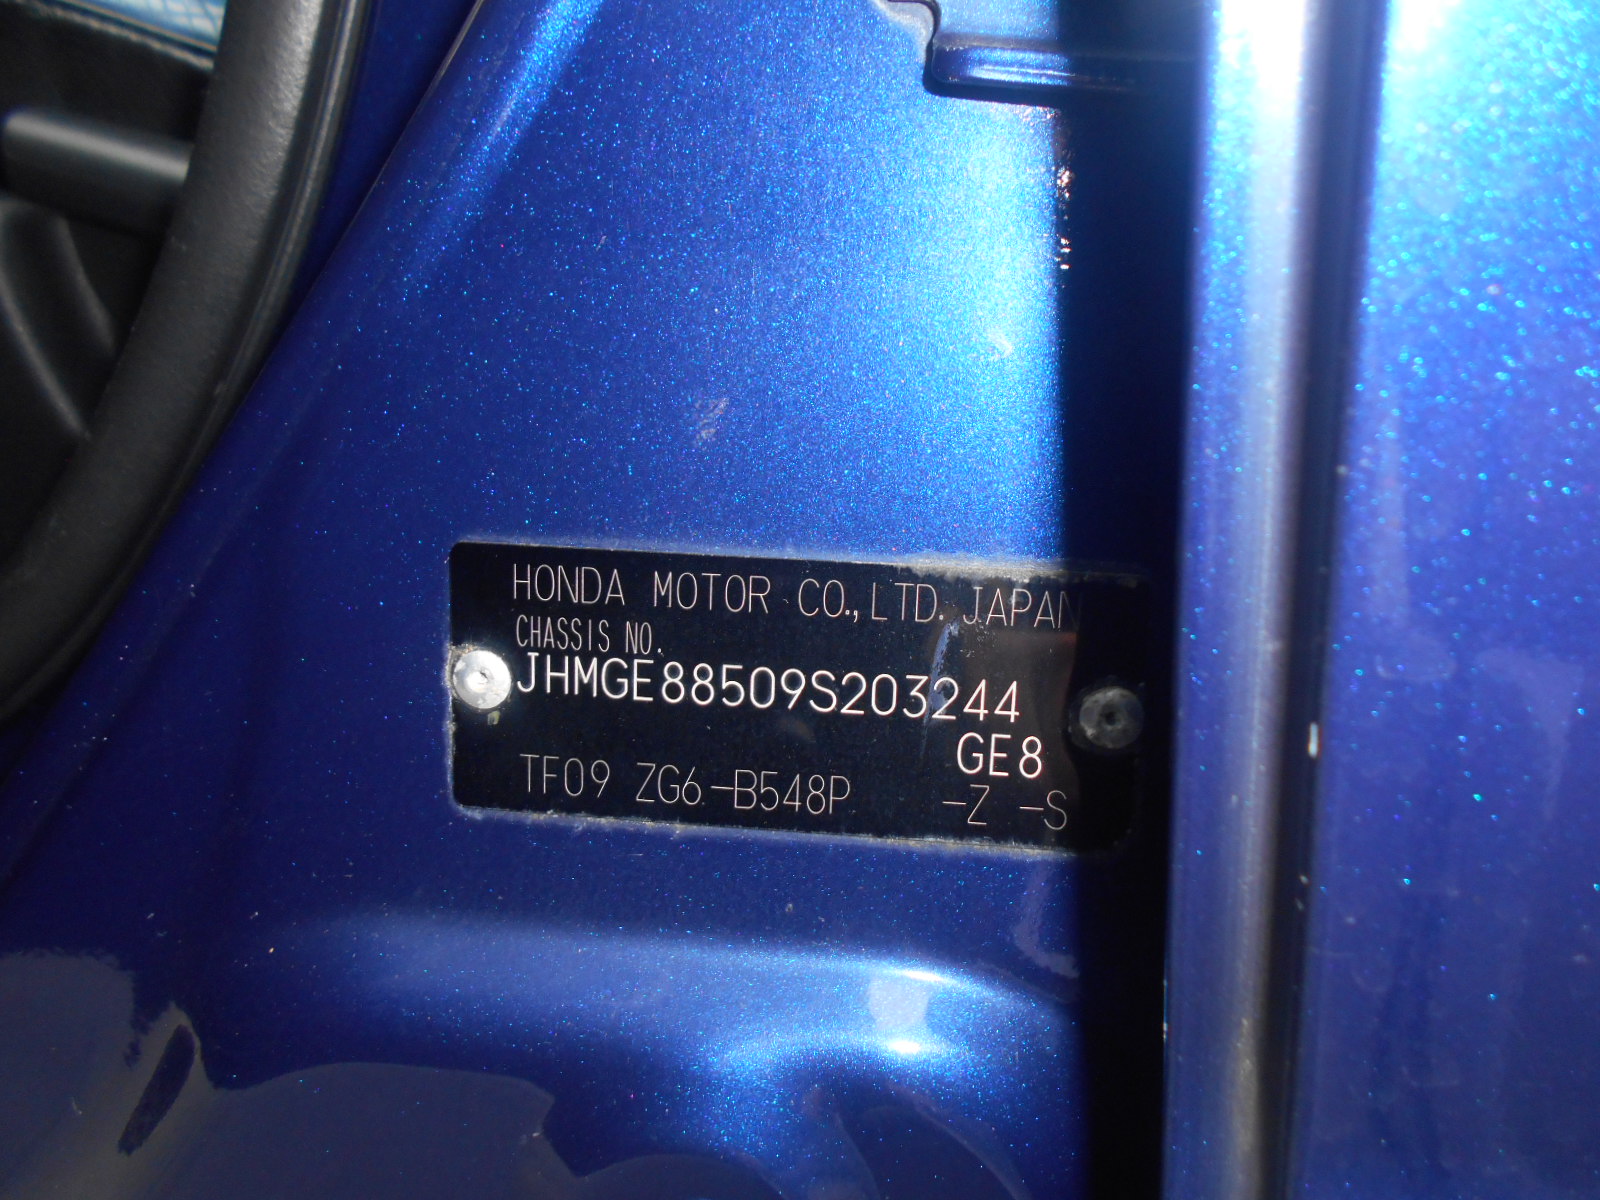 HONDA MOTOR CO.,LTD. JAPAN
CHASSIS NO.
JHMGE88509S203244
GE8
TF09 ZG6-B548P -Z -S